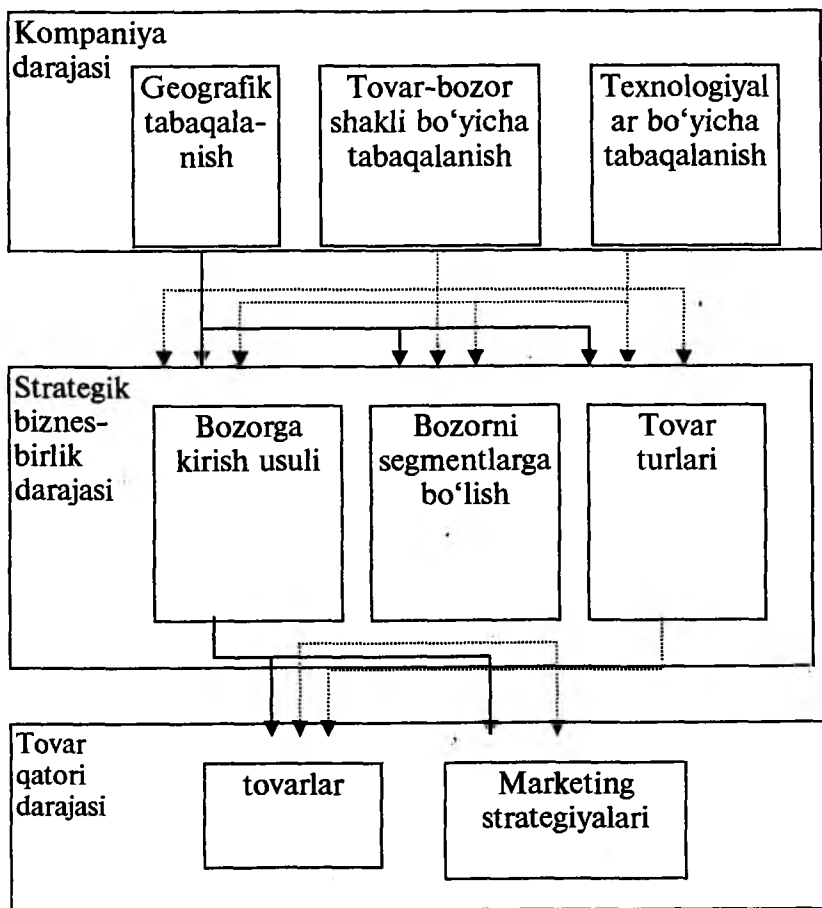 Kompaniya
darajasi
Geografik
tabaqala-
nish
Tovar-bozor
shakli bo‘yicha
tabaqalanish
Texnologiyal
ar bo‘yicha
tabaqalanish
Strategik
biznes-
birlik
darajasi
Bozorga
kirish usuli
Bozorni
segmentlarga
bo‘lish
Tovar
turlari
Tovar
qatori
darajasi
tovarlar
Marketing
strategiyalari